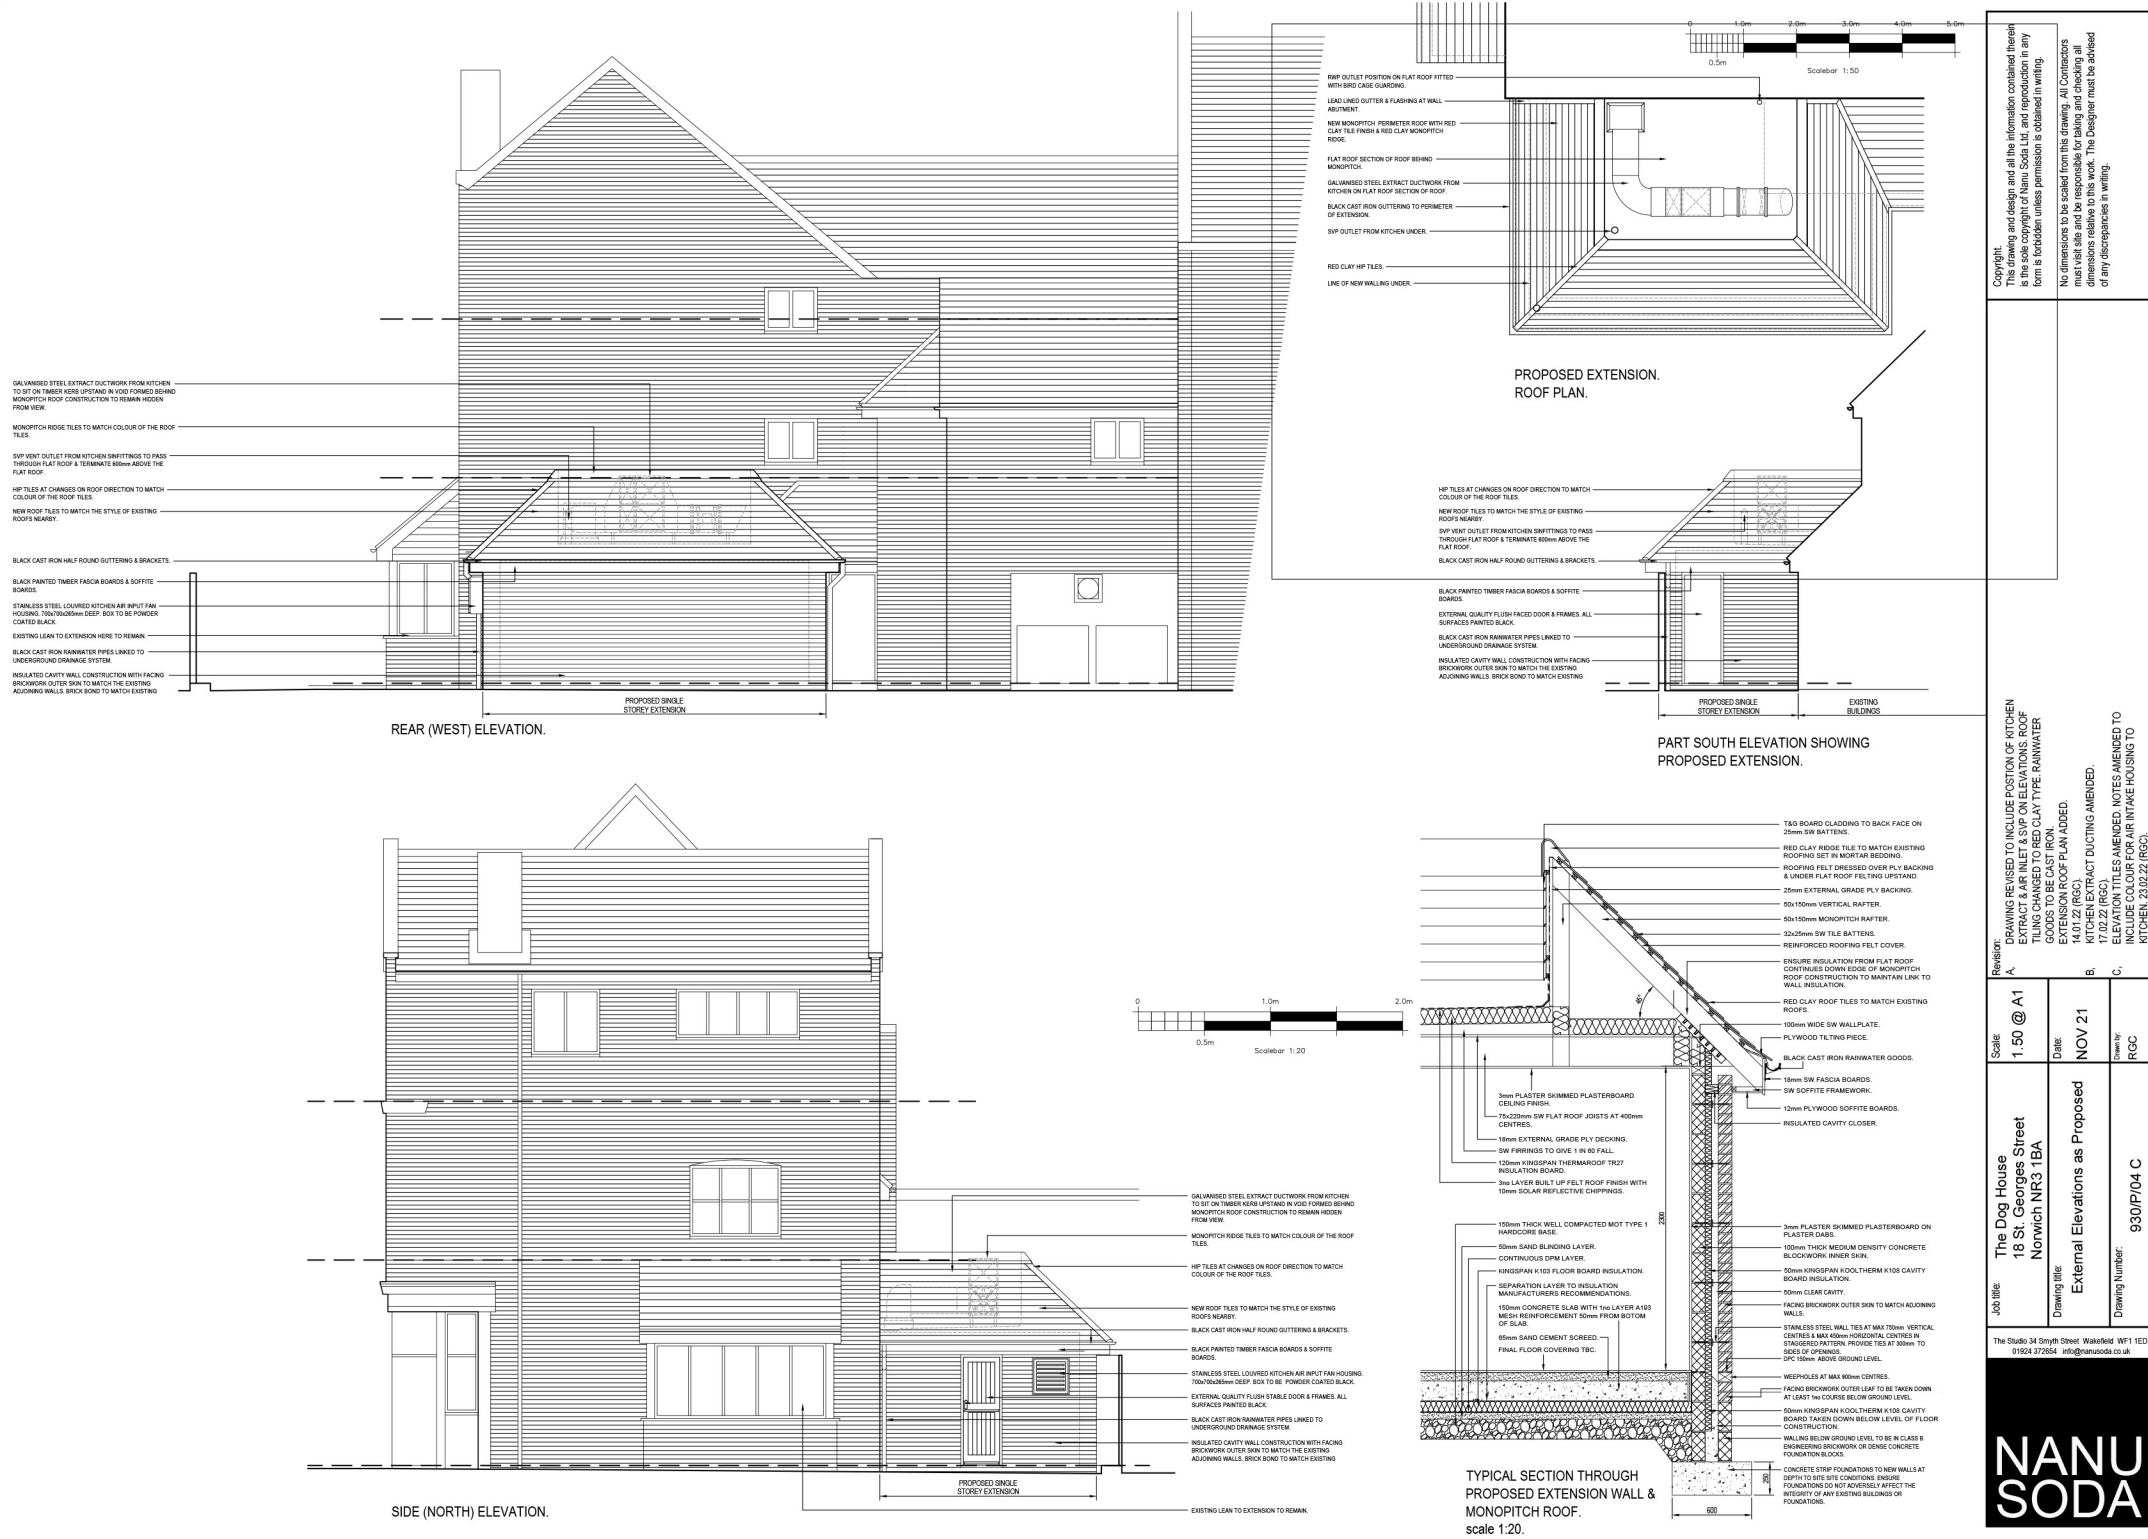 GALVANISED STEEL EXTRACT DUCTWORK FROM KITCHEN
TO SIT ON TIMBER KERB UPSTAND IN VOID FORMED BEHIND
MONOPITCH ROOF CONSTRUCTION TO REMAIN HIDDEN
FROM VIEW.
MONOPITCH RIDGE TILES TO MATCH COLOUR OF THE ROOF
TILES.
SVP VENT OUTLET FROM KITCHEN SINFITTINGS TO PASS
THROUGH FLAT ROOF & TERMINATE 600mm ABOVE THE
FLAT ROOF.
HIP TILES AT CHANGES ON ROOF DIRECTION TO MATCH
COLOUR OF THE ROOF TILES.
NEW ROOF TILES TO MATCH THE STYLE OF EXISTING
ROOFS NEARBY.
BLACK CAST IRON HALF ROUND GUTTERING & BRACKETS.
BLACK PAINTED TIMBER FASCIA BOARDS & SOFFITE
BOARDS.
STAINLESS STEEL LOUVRED KITCHEN AIR INPUT FAN
HOUSING. 700x700x265mm DEEP. BOX TO BE POWDER
COATED BLACK.
EXISTING LEAN TO EXTENSION HERE TO REMAIN.
BLACK CAST IRON RAINWATER PIPES LINKED TO
UNDERGROUND DRAINAGE SYSTEM.
INSULATED CAVITY WALL CONSTRUCTION WITH FACING
BRICKWORK OUTER SKIN TO MATCH THE EXISTING
ADJOINING WALLS. BRICK BOND TO MATCH EXISTING
PROPOSED SINGLE
STOREY EXTENSION
REAR (WEST) ELEVATION.
RWP OUTLET POSITION ON FLAT ROOF FITTED
WITH BIRD CAGE GUARDING.
LEAD LINED GUTTER & FLASHING AT WALL
ABUTMENT.
NEW MONOPITCH PERIMETER ROOF WITH RED
CLAY TILE FINISH & RED CLAY MONOPITCH
RIDGE.
FLAT ROOF SECTION OF ROOF BEHIND
MONOPITCH.
GALVANISED STEEL EXTRACT DUCTWORK FROM
KITCHEN ON FLAT ROOF SECTION OF ROOF.
BLACK CAST IRON GUTTERING TO PERIMETER
OF EXTENSION.
SVP OUTLET FROM KITCHEN UNDER.
RED CLAY HIP TILES.
LINE OF NEW WALLING UNDER.
0 1.0m 2.0m 3.0m 4.0m 5.0m
0.5m
Scalebar 1:50
PROPOSED EXTENSION.
ROOF PLAN.
HIP TILES AT CHANGES ON ROOF DIRECTION TO MATCH
COLOUR OF THE ROOF TILES.
NEW ROOF TILES TO MATCH THE STYLE OF EXISTING
ROOFS NEARBY.
SVP VENT OUTLET FROM KITCHEN SINFITTINGS TO PASS
THROUGH FLAT ROOF & TERMINATE 600mm ABOVE THE
FLAT ROOF.
BLACK CAST IRON HALF ROUND GUTTERING & BRACKETS.
BLACK PAINTED TIMBER FASCIA BOARDS & SOFFITE
BOARDS.
EXTERNAL QUALITY FLUSH FACED DOOR & FRAMES. ALL
SURFACES PAINTED BLACK.
BLACK CAST IRON RAINWATER PIPES LINKED TO
UNDERGROUND DRAINAGE SYSTEM.
INSULATED CAVITY WALL CONSTRUCTION WITH FACING
BRICKWORK OUTER SKIN TO MATCH THE EXISTING
ADJOINING WALLS. BRICK BOND TO MATCH EXISTING
PROPOSED SINGLE
STOREY EXTENSION
EXISTING
BUILDINGS
PART SOUTH ELEVATION SHOWING
PROPOSED EXTENSION.
GALVANISED STEEL EXTRACT DUCTWORK FROM KITCHEN
TO SIT ON TIMBER KERB UPSTAND IN VOID FORMED BEHIND
MONOPITCH ROOF CONSTRUCTION TO REMAIN HIDDEN
FROM VIEW.
MONOPITCH RIDGE TILES TO MATCH COLOUR OF THE ROOF
TILES.
HIP TILES AT CHANGES ON ROOF DIRECTION TO MATCH
COLOUR OF THE ROOF TILES.
NEW ROOF TILES TO MATCH THE STYLE OF EXISTING
ROOFS NEARBY.
BLACK CAST IRON HALF ROUND GUTTERING & BRACKETS.
BLACK PAINTED TIMBER FASCIA BOARDS & SOFFITE
BOARDS.
STAINLESS STEEL LOUVRED KITCHEN AIR INPUT FAN HOUSING.
700x700x265mm DEEP. BOX TO BE POWDER COATED BLACK.
EXTERNAL QUALITY FLUSH STABLE DOOR & FRAMES. ALL
SURFACES PAINTED BLACK.
BLACK CAST IRON RAINWATER PIPES LINKED TO
UNDERGROUND DRAINAGE SYSTEM.
INSULATED CAVITY WALL CONSTRUCTION WITH FACING
BRICKWORK OUTER SKIN TO MATCH THE EXISTING
ADJOINING WALLS. BRICK BOND TO MATCH EXISTING
EXISTING LEAN TO EXTENSION TO REMAIN.
PROPOSED SINGLE
STOREY EXTENSION
SIDE (NORTH) ELEVATION.
0 1.0m 2.0m
0.5m
Scalebar 1:20
T&G BOARD CLADDING TO BACK FACE ON
25mm SW BATTENS.
RED CLAY RIDGE TILE TO MATCH EXISTING
ROOFING SET IN MORTAR BEDDING.
ROOFING FELT DRESSED OVER PLY BACKING
& UNDER FLAT ROOF FELTING UPSTAND.
25mm EXTERNAL GRADE PLY BACKING.
50x150mm VERTICAL RAFTER.
50x150mm MONOPITCH RAFTER.
32x25mm SW TILE BATTENS.
REINFORCED ROOFING FELT COVER.
ENSURE INSULATION FROM FLAT ROOF
CONTINUES DOWN EDGE OF MONOPITCH
ROOF CONSTRUCTION TO MAINTAIN LINK TO
WALL INSULATION.
RED CLAY ROOF TILES TO MATCH EXISTING
ROOFS.
100mm WIDE SW WALLPLATE.
PLYWOOD TILTING PIECE.
BLACK CAST IRON RAINWATER GOODS.
18mm SW FASCIA BOARDS.
SW SOFFITE FRAMEWORK.
12mm PLYWOOD SOFFITE BOARDS.
INSULATED CAVITY CLOSER.
45°
3mm PLASTER SKIMMED PLASTERBOARD
CEILING FINISH.
75x220mm SW FLAT ROOF JOISTS AT 400mm
CENTRES.
18mm EXTERNAL GRADE PLY DECKING.
SW FIRRINGS TO GIVE 1 IN 60 FALL.
120mm KINGSPAN THERMAROOF TR27
INSULATION BOARD.
3no LAYER BUILT UP FELT ROOF FINISH WITH
10mm SOLAR REFLECTIVE CHIPPINGS.
2300
150mm THICK WELL COMPACTED MOT TYPE 1
HARDCORE BASE.
50mm SAND BLINDING LAYER.
CONTINUOUS DPM LAYER.
KINGSPAN K103 FLOOR BOARD INSULATION.
SEPARATION LAYER TO INSULATION
MANUFACTURERS RECOMMENDATIONS.
150mm CONCRETE SLAB WITH 1no LAYER A193
MESH REINFORCEMENT 50mm FROM BOTOM
OF SLAB.
65mm SAND CEMENT SCREED.
FINAL FLOOR COVERING TBC.
3mm PLASTER SKIMMED PLASTERBOARD ON
PLASTER DABS.
100mm THICK MEDIUM DENSITY CONCRETE
BLOCKWORK INNER SKIN.
50mm KINGSPAN KOOLTHERM K108 CAVITY
BOARD INSULATION.
50mm CLEAR CAVITY.
FACING BRICKWORK OUTER SKIN TO MATCH ADJOINING
WALLS.
STAINLESS STEEL WALL TIES AT MAX 750mm VERTICAL
CENTRES & MAX 450mm HORIZONTAL CENTRES IN
STAGGERED PATTERN. PROVIDE TIES AT 300mm TO
SIDES OF OPENINGS.
DPC 150mm ABOVE GROUND LEVEL.
WEEPHOLES AT MAX 900mm CENTRES.
FACING BRICKWORK OUTER LEAF TO BE TAKEN DOWN
AT LEAST 1no COURSE BELOW GROUND LEVEL.
50mm KINGSPAN KOOLTHERM K108 CAVITY
BOARD TAKEN DOWN BELOW LEVEL OF FLOOR
CONSTRUCTION.
WALLING BELOW GROUND LEVEL TO BE IN CLASS B
ENGINEERING BRICKWORK OR DENSE CONCRETE
FOUNDATION BLOCKS.
CONCRETE STRIP FOUNDATIONS TO NEW WALLS AT
DEPTH TO SITE SITE CONDITIONS. ENSURE
FOUNDATIONS DO NOT ADVERSELY AFFECT THE
INTEGRITY OF ANY EXISTING BUILDINGS OR
FOUNDATIONS.
250
600
TYPICAL SECTION THROUGH
PROPOSED EXTENSION WALL &
MONOPITCH ROOF.
scale 1:20.
Copyright.
This drawing and design and all the information contained therein
is the sole copyright of Nanu Soda Ltd, and reproduction in any
form is forbidden unless permission is obtained in writing.
No dimensions to be scaled from this drawing. All Contractors
must visit site and be responsible for taking and checking all
dimensions relative to this work. The Designer must be advised
of any discrepancies in writing.
Revision:
A, DRAWING REVISED TO INCLUDE POSTION OF KITCHEN
EXTRACT & AIR INLET & SVP ON ELEVATIONS. ROOF
TILING CHANGED TO RED CLAY TYPE. RAINWATER
GOODS TO BE CAST IRON.
EXTENSION ROOF PLAN ADDED.
14.01.22 (RGC).
B, KITCHEN EXTRACT DUCTING AMENDED.
17.02.22 (RGC).
C, ELEVATION TITLES AMENDED. NOTES AMENDED TO
INCLUDE COLOUR FOR AIR INTAKE HOUSING TO
KITCHEN. 23.02.22 (RGC).
Scale:
1.50 @ A1
Date:
NOV 21
Drawn by:
RGC
Job title:
The Dog House
18 St. Georges Street
Norwich NR3 1BA
Drawing title:
External Elevations as Proposed
Drawing Number:
930/P/04 C
The Studio 34 Smyth Street Wakefield WF1 1ED
01924 372654 info@nanusoda.co.uk
NANU
SODA